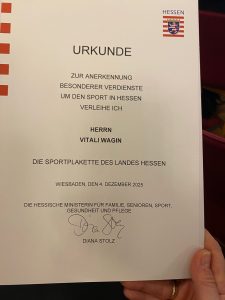 HESSEN
URKUNDE
ZUR ANERKENNUNG
BESONDERER VERDIENSTE
UM DEN SPORT IN HESSEN
VERLEIHE ICH
HERRN
VITALI WAGIN
DIE SPORTPLAKETTE DES LANDES HESSEN
WIESBADEN, DEN 4. DEZEMBER 2025
DIE HESSISCHE MINISTERIN FÜR FAMILIE, SENIOREN, SPORT,
GESUNDHEIT UND PFLEGE
Diana Stolz
DIANA STOLZ